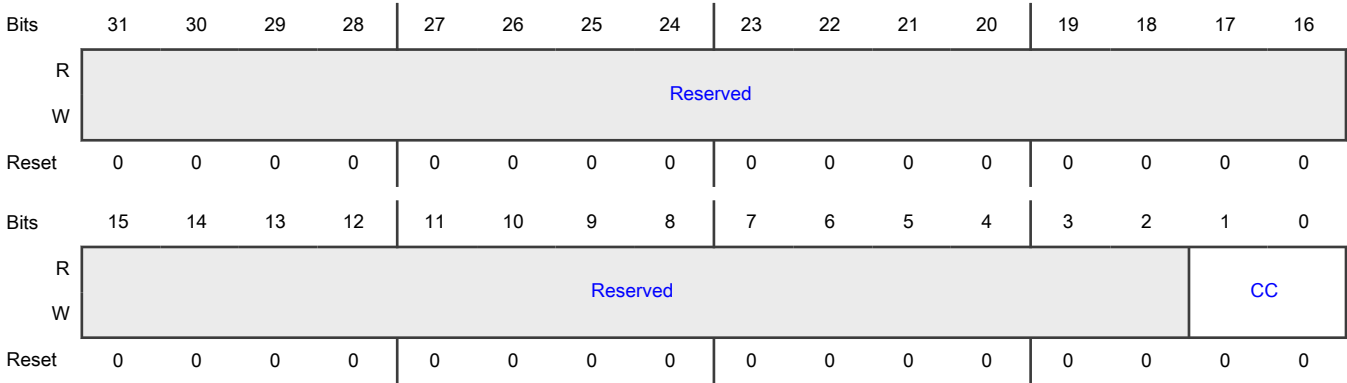 Bits 31 30 29 28 27 26 25 24 23 22 21 20 19 18 17 16
R
Reserved
W
Reset 0 0 0 0 0 0 0 0 0 0 0 0 0 0 0 0
Bits 15 14 13 12 11 10 9 8 7 6 5 4 3 2 1 0
R
Reserved CC
W
Reset 0 0 0 0 0 0 0 0 0 0 0 0 0 0 0 0